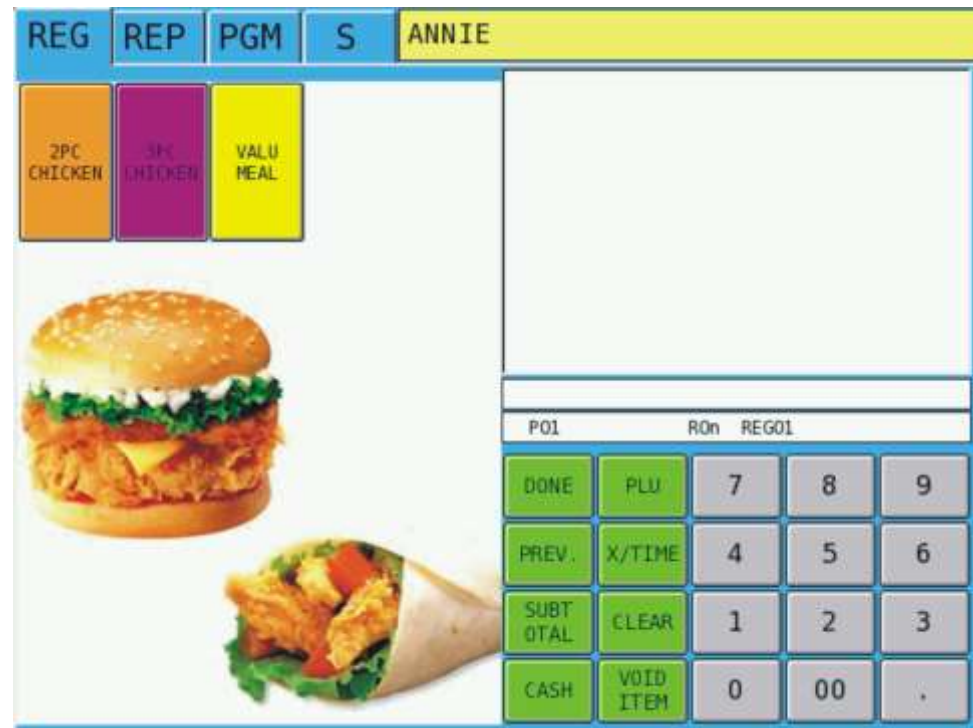 REG REP PGM S ANNIE
2PC
CHICKEN
3PC
CHICKEN
VALU
MEAL
P01 ROn REG01
DONE PLU 7 8 9
PREV. X/TIME 4 5 6
SUBT
OTAL
CLEAR 1 2 3
CASH
VOID
ITEM
0 00 .